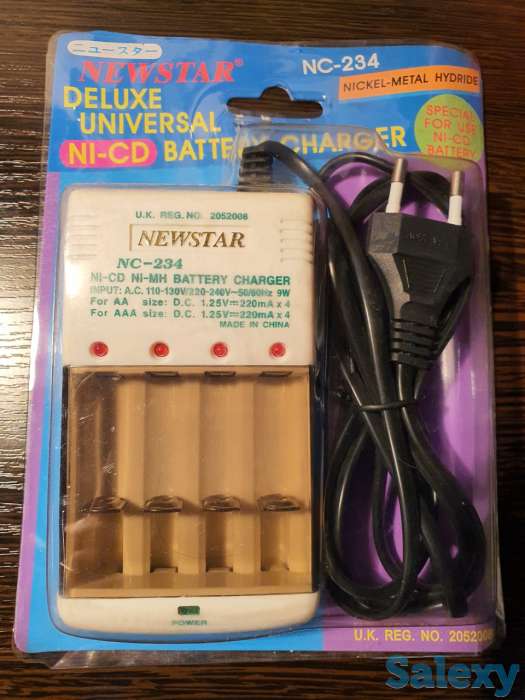 ニュースター
NEWSTAR®
NC-234
NICKEL-METAL HYDRIDE
DELUXE
UNIVERSAL
NI-CD BATTERY CHARGER
SPECIAL
FOR USE
NI-CD
BATTERY
U.K. REG. NO. 2052008
NEWSTAR
NC-234
NI-CD NI-MH BATTERY CHARGER
INPUT: A.C. 110-130V/220-240V~50/60Hz 9W
For AA size: D.C. 1.25V⎓220mA x 4
For AAA size: D.C. 1.25V⎓220mA x 4
MADE IN CHINA
POWER
U.K. REG. NO. 2052008
Salexy